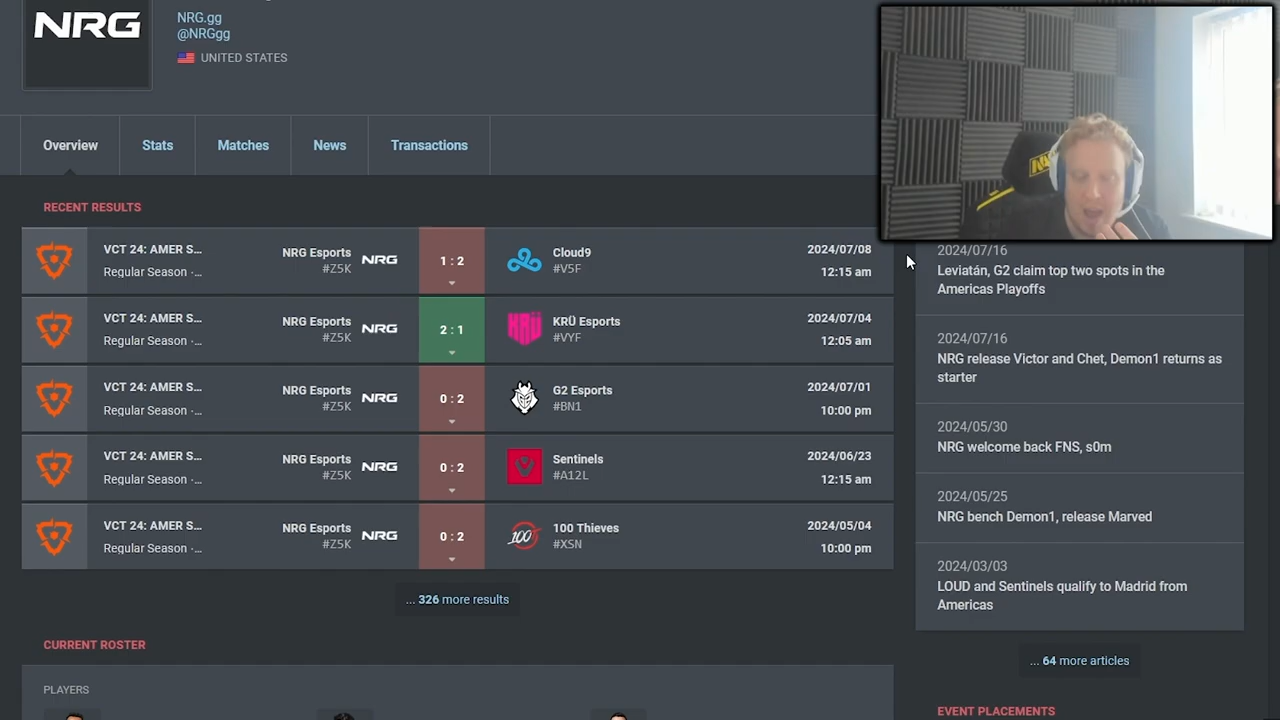 NRG
NRG.gg
@NRGgg
UNITED STATES
Overview
Stats
Matches
News
Transactions
RECENT RESULTS
VCT 24: AMER S...
Regular Season ·...
NRG Esports
#Z5K
NRG
1 : 2
Cloud9
#V5F
2024/07/08
12:15 am
VCT 24: AMER S...
Regular Season ·...
NRG Esports
#Z5K
NRG
2 : 1
KRÜ
KRÜ Esports
#VYF
2024/07/04
12:05 am
VCT 24: AMER S...
Regular Season ·...
NRG Esports
#Z5K
NRG
0 : 2
G2 Esports
#BN1
2024/07/01
10:00 pm
VCT 24: AMER S...
Regular Season ·...
NRG Esports
#Z5K
NRG
0 : 2
Sentinels
#A12L
2024/06/23
12:15 am
VCT 24: AMER S...
Regular Season ·...
NRG Esports
#Z5K
NRG
0 : 2
100
100 Thieves
#XSN
2024/05/04
10:00 pm
... 326 more results
CURRENT ROSTER
PLAYERS
2024/07/16
Leviatán, G2 claim top two spots in the
Americas Playoffs
2024/07/16
NRG release Victor and Chet, Demon1 returns as
starter
2024/05/30
NRG welcome back FNS, s0m
2024/05/25
NRG bench Demon1, release Marved
2024/03/03
LOUD and Sentinels qualify to Madrid from
Americas
... 64 more articles
EVENT PLACEMENTS